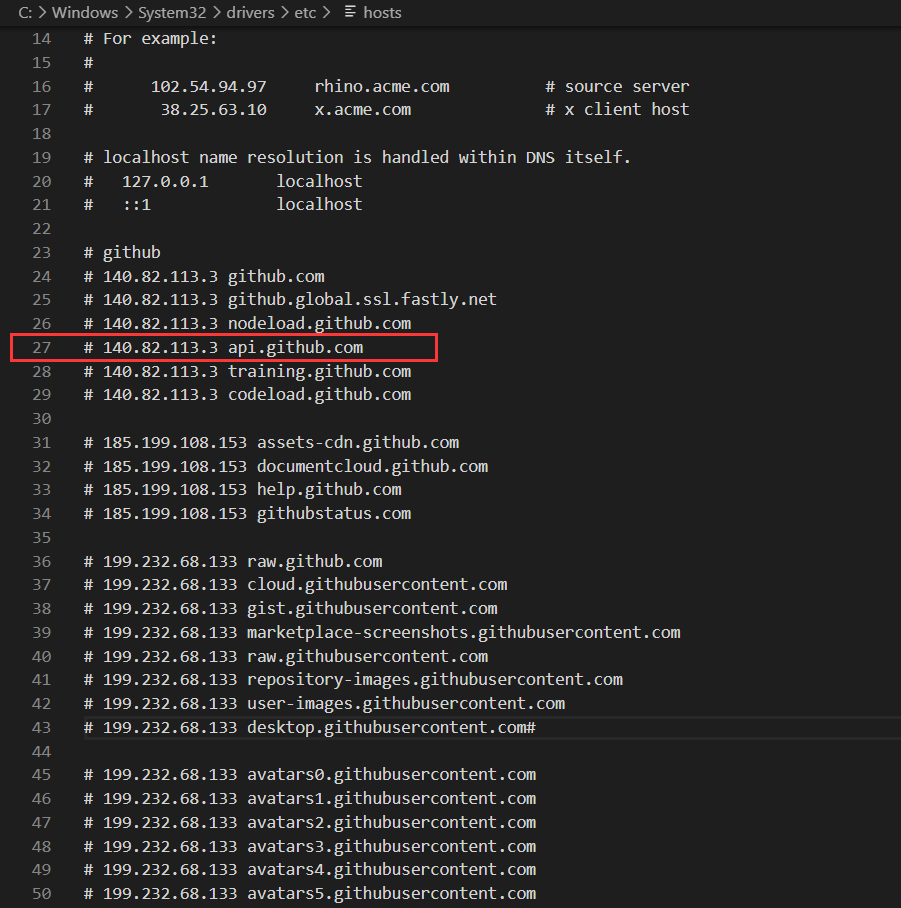 C: > Windows > System32 > drivers > etc > hosts
14 # For example:
15 #
16 # 102.54.94.97 rhino.acme.com # source server
17 # 38.25.63.10 x.acme.com # x client host
18
19 # localhost name resolution is handled within DNS itself.
20 # 127.0.0.1 localhost
21 # ::1 localhost
22
23 # github
24 # 140.82.113.3 github.com
25 # 140.82.113.3 github.global.ssl.fastly.net
26 # 140.82.113.3 nodeload.github.com
27 # 140.82.113.3 api.github.com
28 # 140.82.113.3 training.github.com
29 # 140.82.113.3 codeload.github.com
30
31 # 185.199.108.153 assets-cdn.github.com
32 # 185.199.108.153 documentcloud.github.com
33 # 185.199.108.153 help.github.com
34 # 185.199.108.153 githubstatus.com
35
36 # 199.232.68.133 raw.github.com
37 # 199.232.68.133 cloud.githubusercontent.com
38 # 199.232.68.133 gist.githubusercontent.com
39 # 199.232.68.133 marketplace-screenshots.githubusercontent.com
40 # 199.232.68.133 raw.githubusercontent.com
41 # 199.232.68.133 repository-images.githubusercontent.com
42 # 199.232.68.133 user-images.githubusercontent.com
43 # 199.232.68.133 desktop.githubusercontent.com#
44
45 # 199.232.68.133 avatars0.githubusercontent.com
46 # 199.232.68.133 avatars1.githubusercontent.com
47 # 199.232.68.133 avatars2.githubusercontent.com
48 # 199.232.68.133 avatars3.githubusercontent.com
49 # 199.232.68.133 avatars4.githubusercontent.com
50 # 199.232.68.133 avatars5.githubusercontent.com